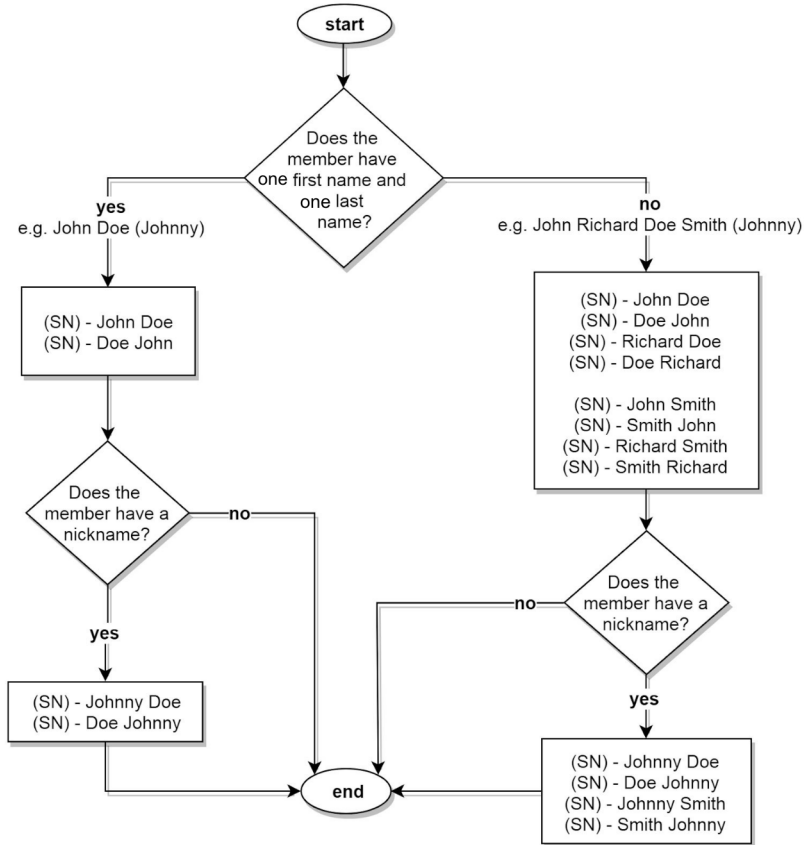 start
Does the
member have
one first name and
one last
name?
yes
e.g. John Doe (Johnny)
no
e.g. John Richard Doe Smith (Johnny)
(SN) - John Doe
(SN) - Doe John
(SN) - John Doe
(SN) - Doe John
(SN) - Richard Doe
(SN) - Doe Richard
(SN) - John Smith
(SN) - Smith John
(SN) - Richard Smith
(SN) - Smith Richard
Does the
member have a
nickname?
no
yes
(SN) - Johnny Doe
(SN) - Doe Johnny
Does the
member have a
nickname?
no
yes
(SN) - Johnny Doe
(SN) - Doe Johnny
(SN) - Johnny Smith
(SN) - Smith Johnny
end